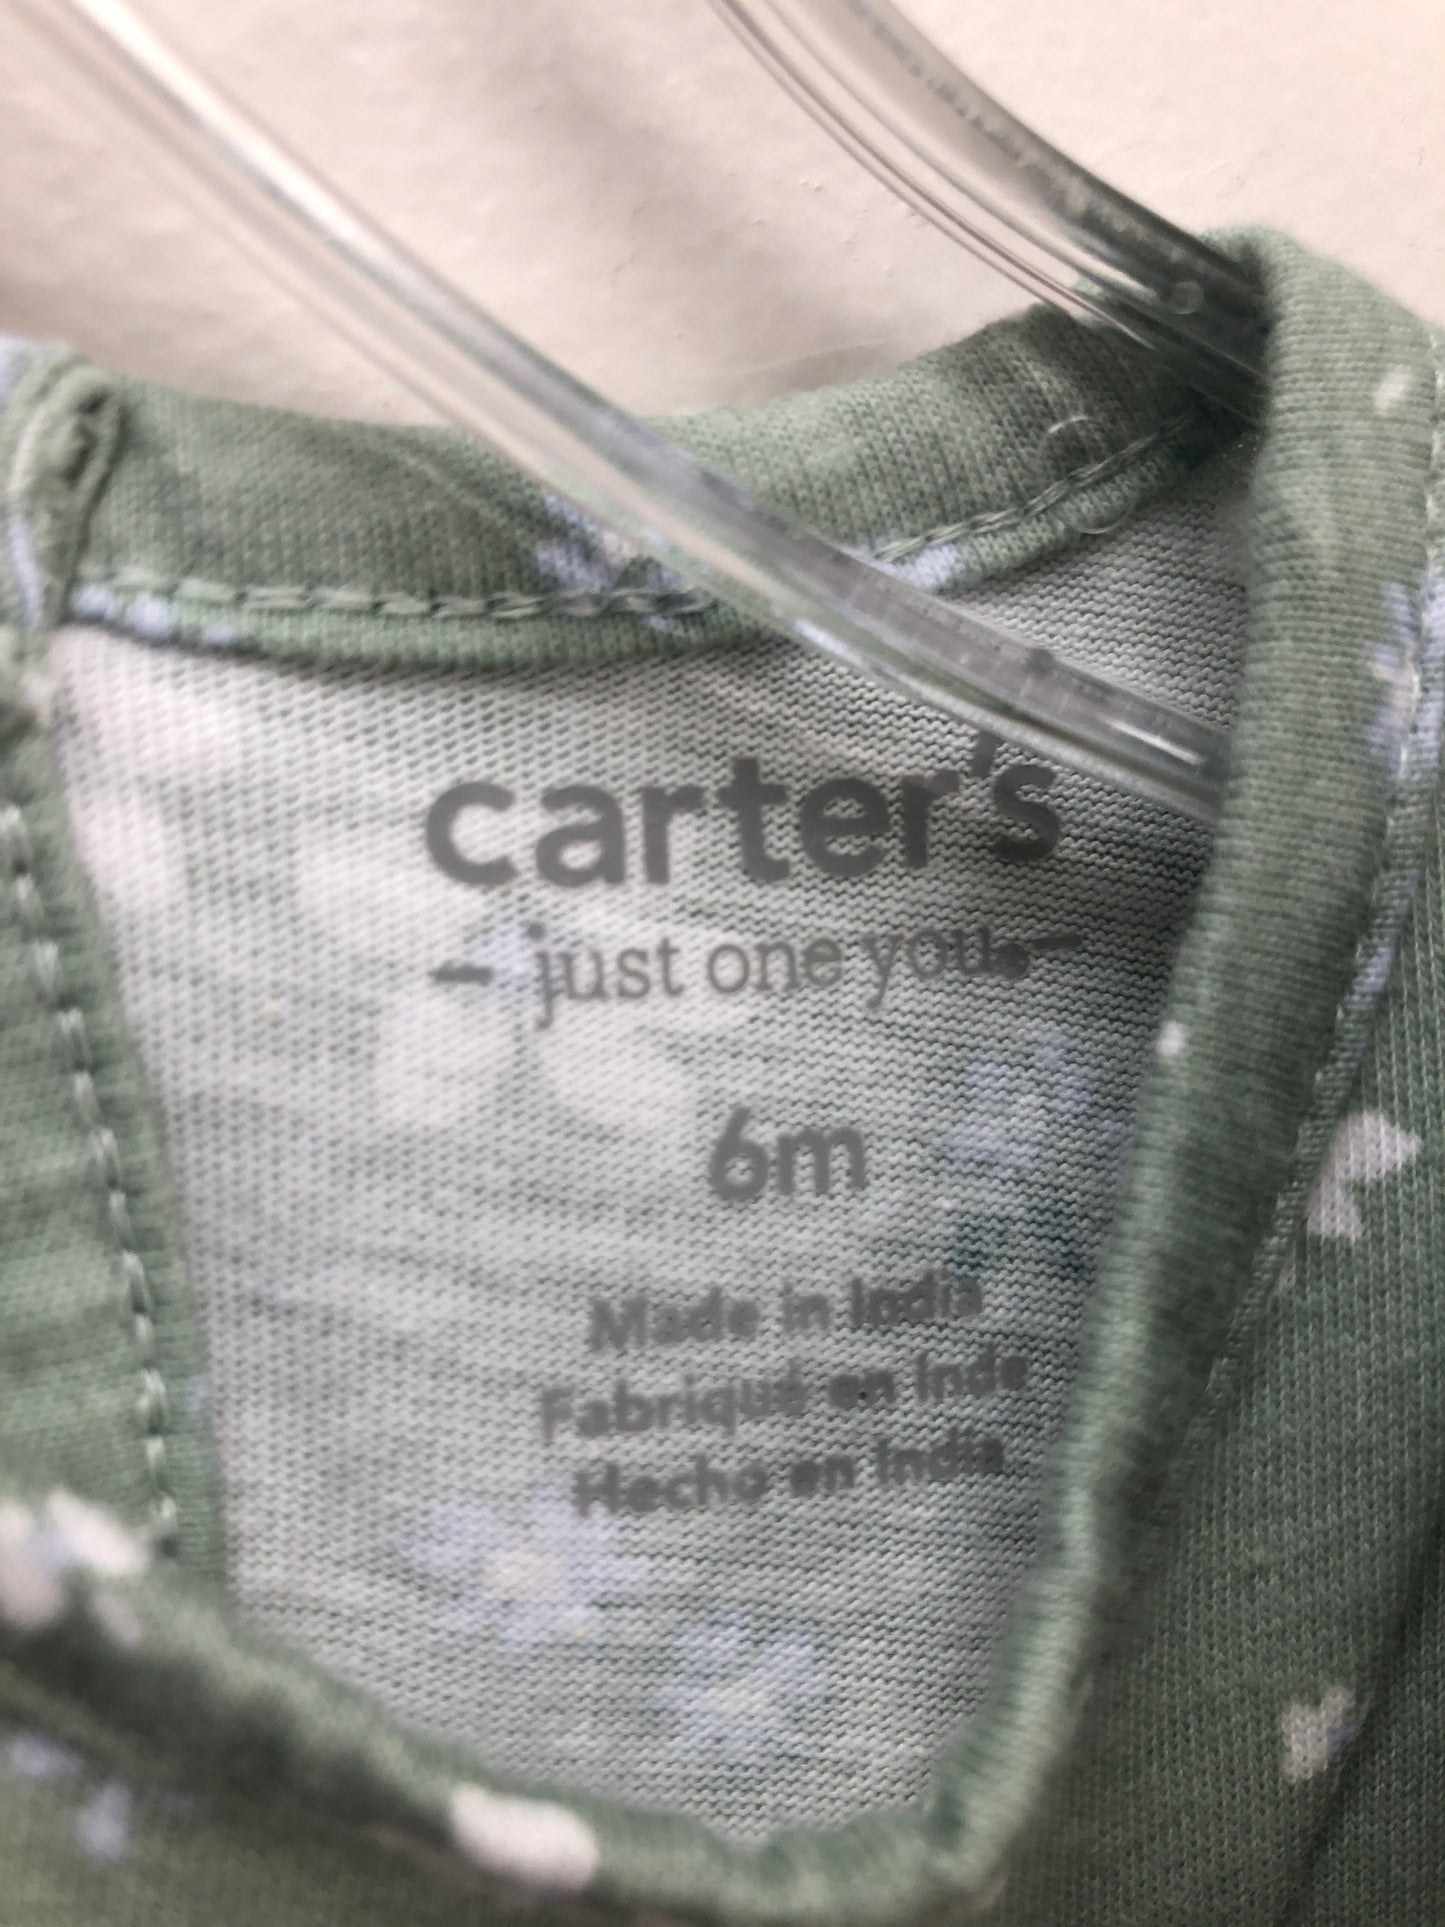 carter's
- just one you® -
6m
Made in India
Fabriqué en Inde
Hecho en India